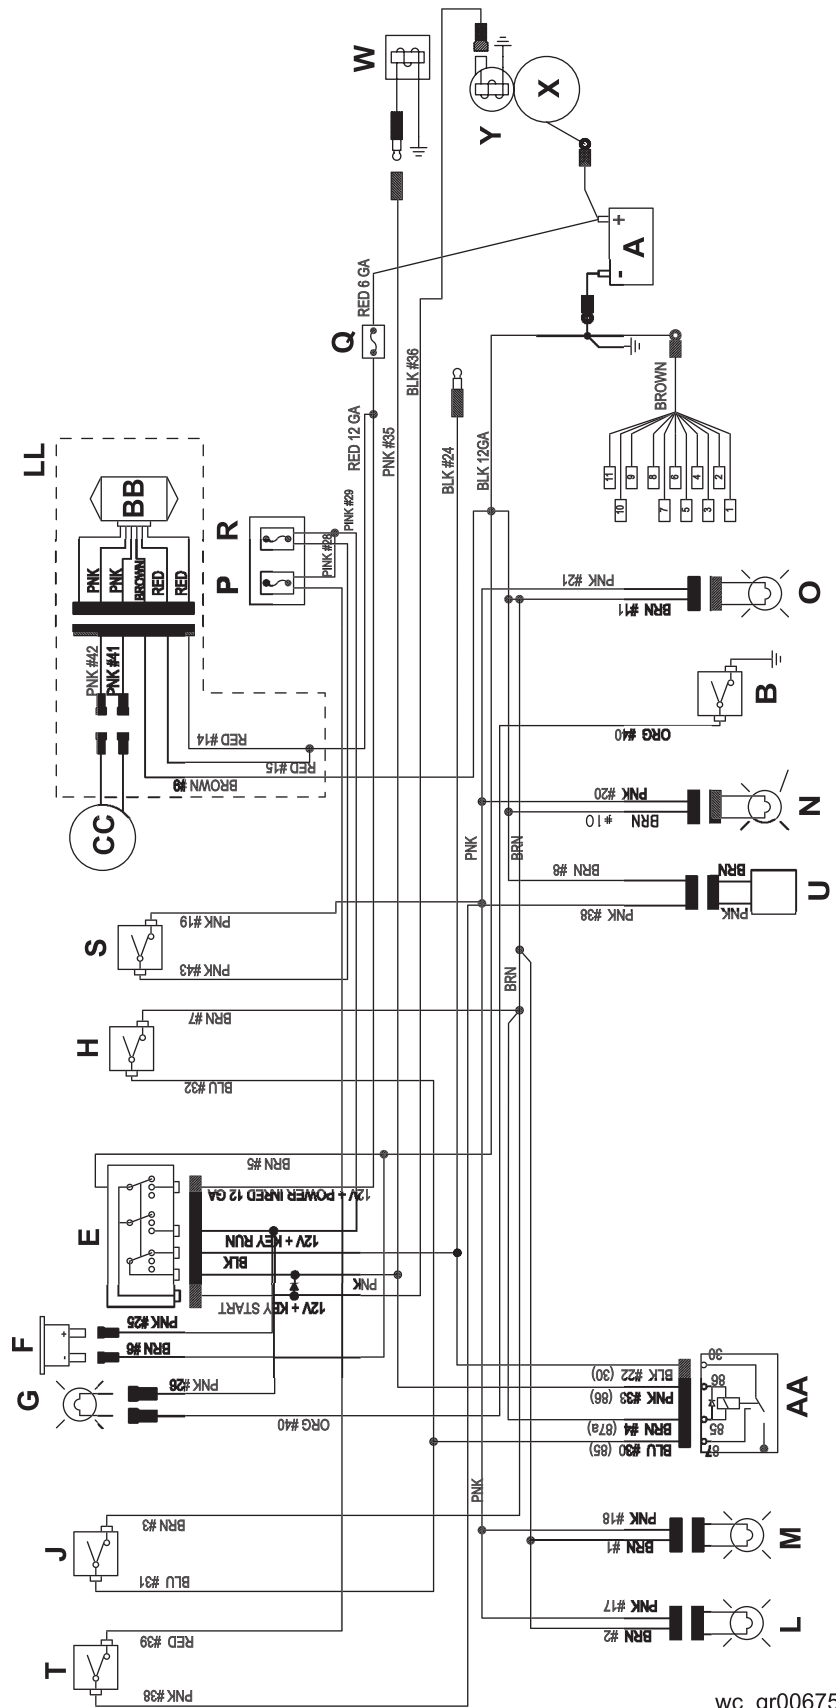 W
X
Y
+
-
A
RED 6 GA
Q
BLK #36
LL
RED 12 GA
PNK #35
BLK #24
BLK 12GA
BROWN
BB
R
P
PINK #29
PINK #28
PNK
PNK
BROWN
RED
RED
11
10
9
8
7
6
5
4
3
2
1
PNK #42
PNK #41
PNK #21
BRN #11
O
RED #14
RED #15
BROWN #9
ORG #40
B
CC
PNK #20
BRN #10
N
PNK
BRN
BRN #8
PNK #38
BRN
PNK
U
PNK #19
S
PNK #43
BRN
BRN #7
H
BLU #32
BRN #5
12V + POWER INRED 12 GA
E
12V + KEY RUN
BLK
PNK
12V + KEY START
F
+
-
PNK #25
BRN #6
G
PNK #26
ORG #40
BLK #22 (30)
PNK #33 (86)
BRN #4 (87a)
BLU #30 (85)
30
86
85
87
AA
PNK
BRN #3
J
BLU #31
PNK #18
BRN #1
M
RED #39
T
PNK #38
PNK #17
BRN #2
L
wc_gr00675